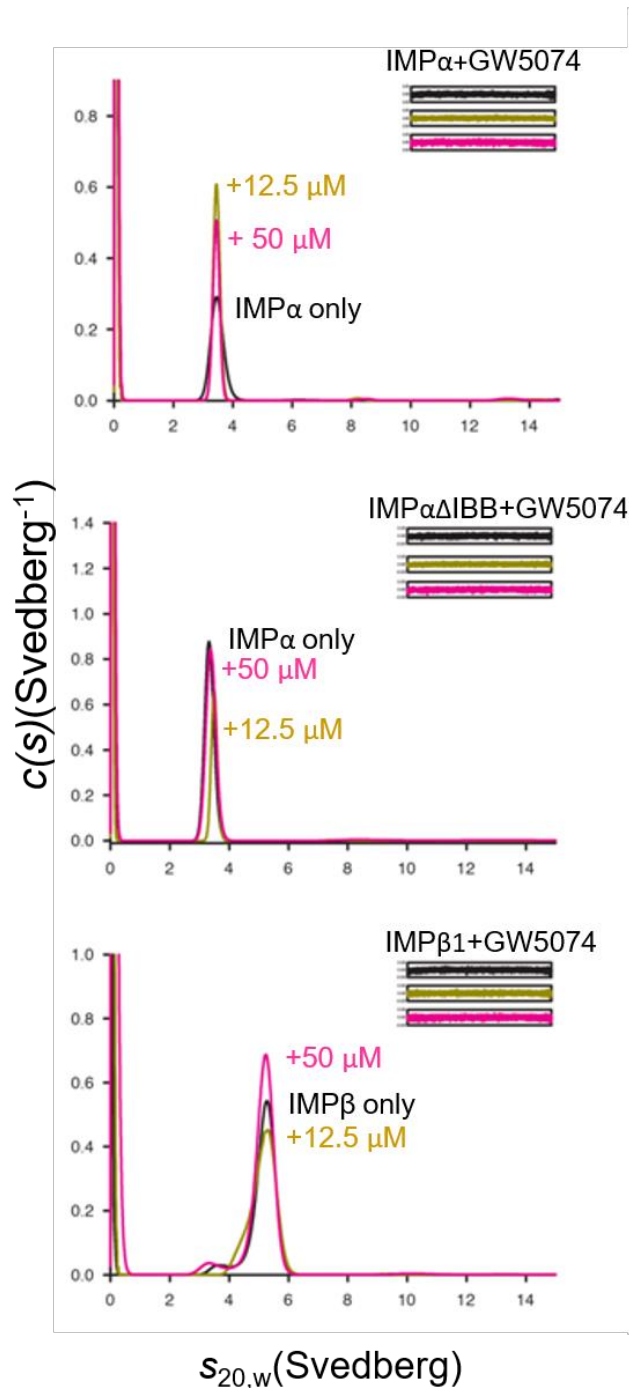 IMPα+GW5074
0.8
+12.5 μM
0.6
+ 50 μM
0.4
IMPα only
0.2
0.0
0 2 4 6 8 10 12 14
IMPαΔIBB+GW5074
1.4
1.2
1.0
IMPα only
0.8
+50 μM
0.6
+12.5 μM
0.4
0.2
0.0
0 2 4 6 8 10 12 14
c(s)(Svedberg-1)
IMPβ1+GW5074
1.0
0.8
+50 μM
0.6
IMPβ only
+12.5 μM
0.4
0.2
0.0
0 2 4 6 8 10 12 14
s20,w(Svedberg)